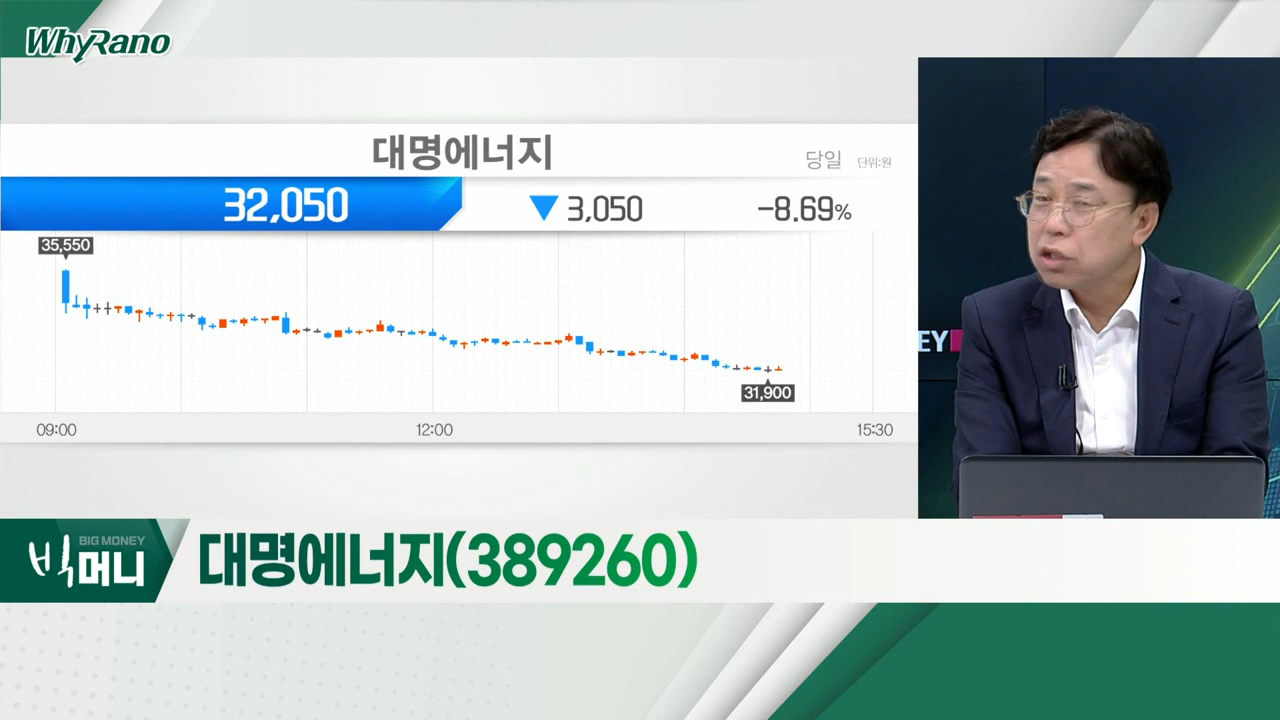 WhyRano
대명에너지
당일 단위:원
32,050 ▼ 3,050 -8.69%
35,550
31,900
09:00 12:00 15:30
EY
BIG MONEY
빅머니
대명에너지(389260)